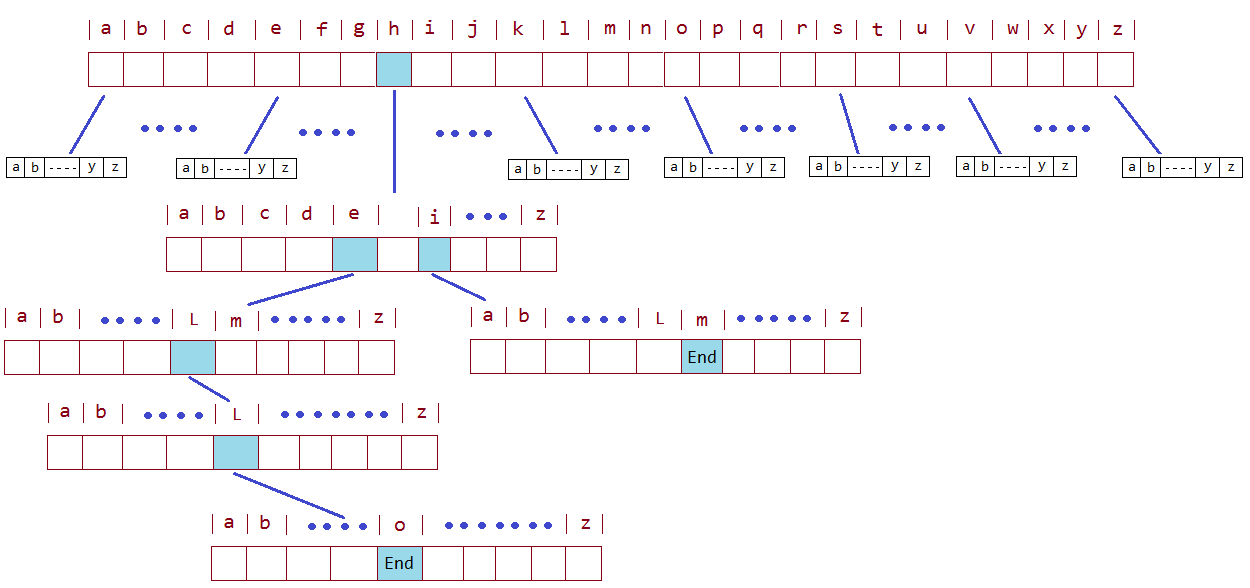 a b c d e f g h i j k l m n o p q r s t u v w x y z
a b ---- y z a b ---- y z a b ---- y z a b ---- y z a b ---- y z a b ---- y z a b ---- y z
a b c d e i z
a b L m z a b L m z
End
a b L z
a b o z
End